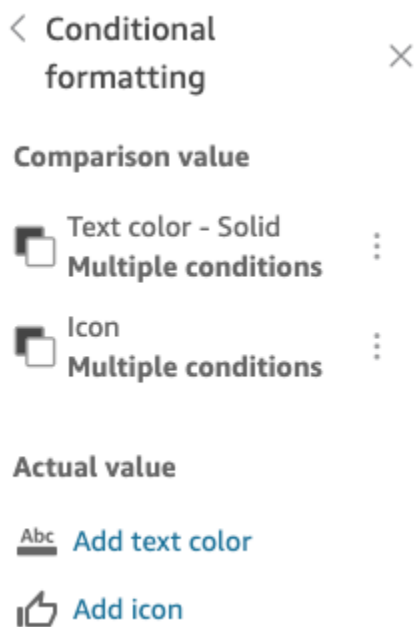 Conditional
formatting
Comparison value
Text color - Solid
Multiple conditions
Icon
Multiple conditions
Actual value
Abc Add text color
Add icon